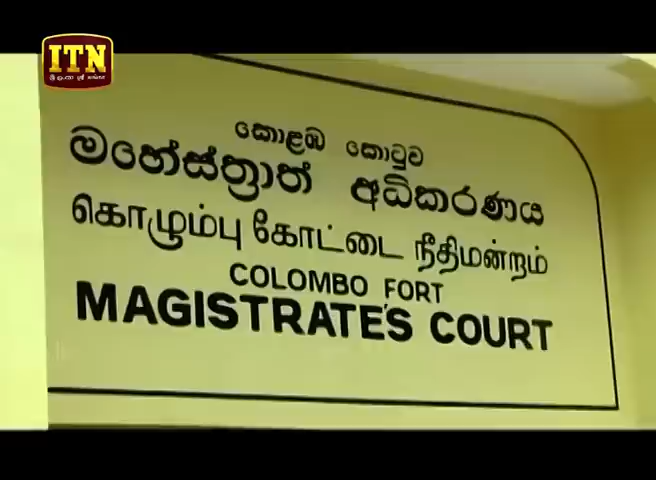 ITN
කොළඹ කොටුව
මහේස්ත්‍රාත් අධිකරණය
கொழும்பு கோட்டை நீதிமன்றம்
COLOMBO FORT
MAGISTRATE'S COURT